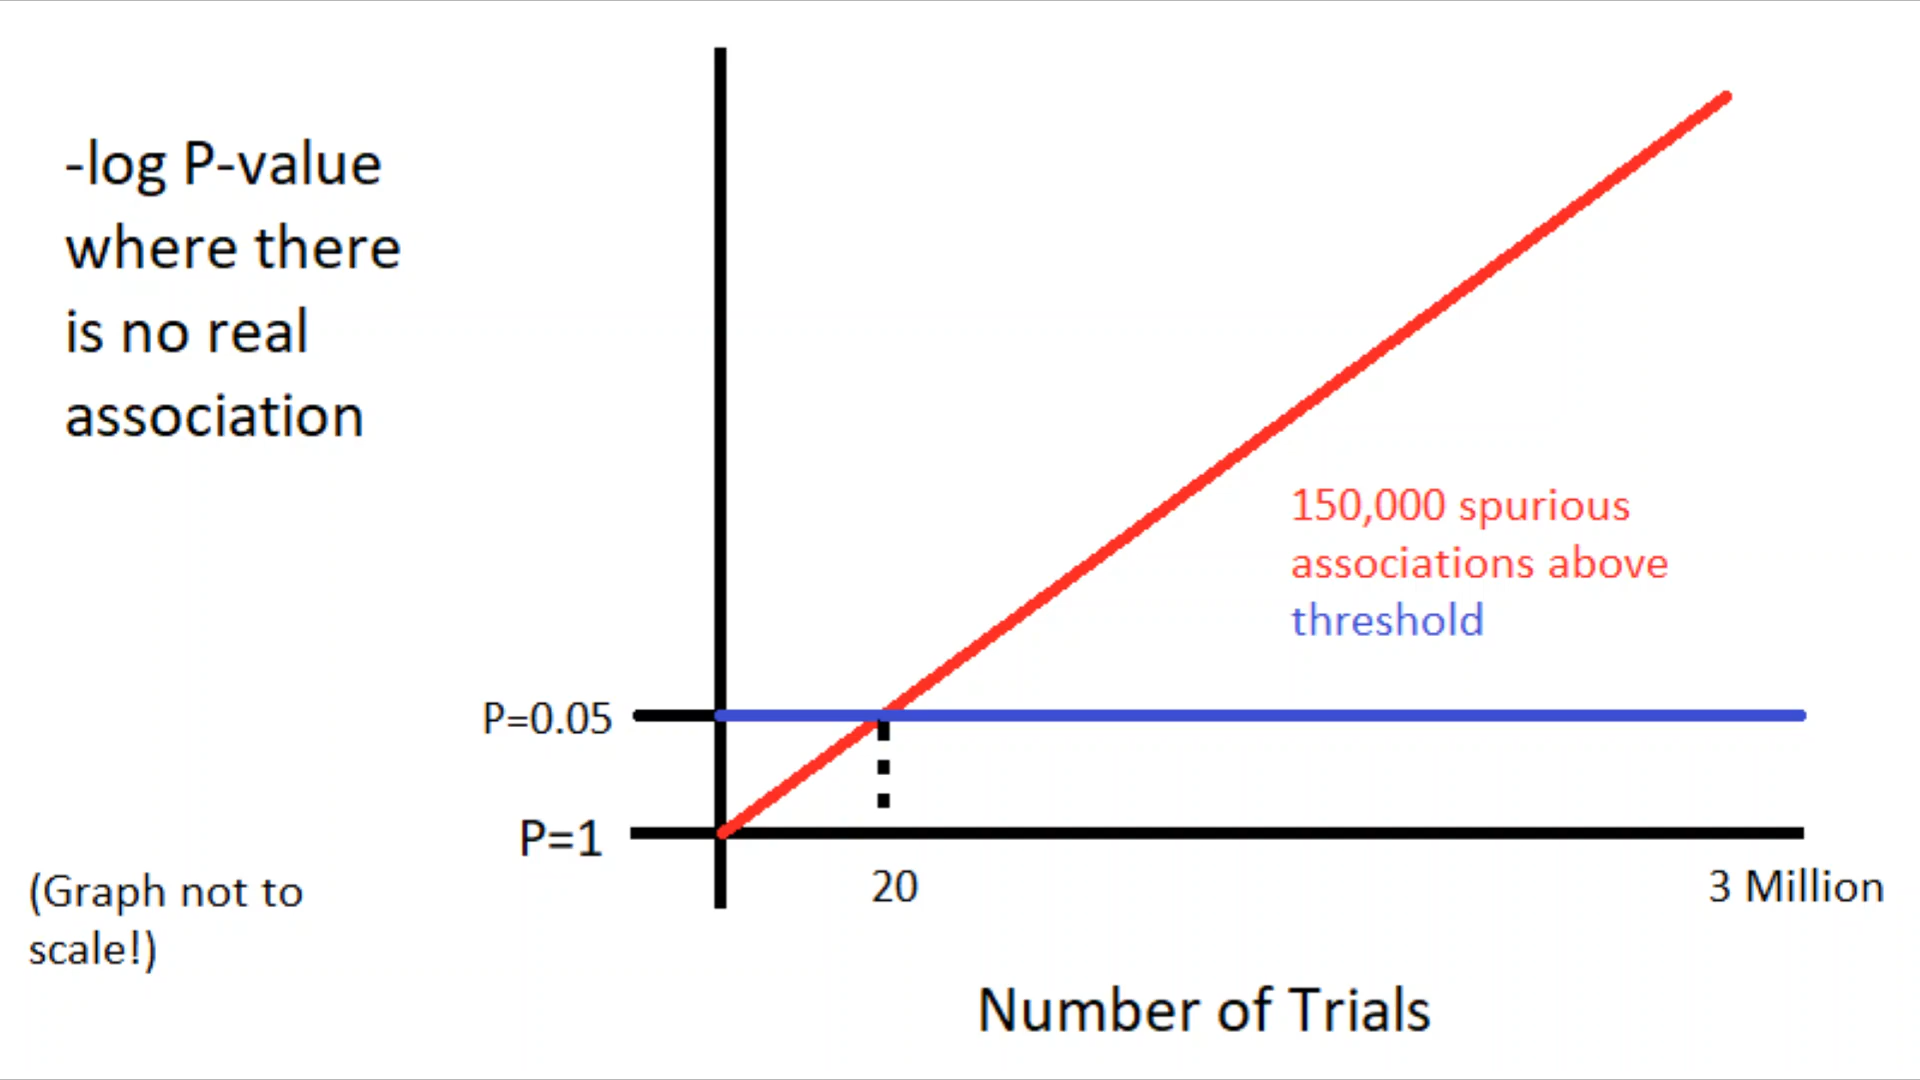 -log P-value
where there
is no real
association
150,000 spurious
associations above
threshold
P=0.05
P=1
(Graph not to
scale!)
20
3 Million
Number of Trials